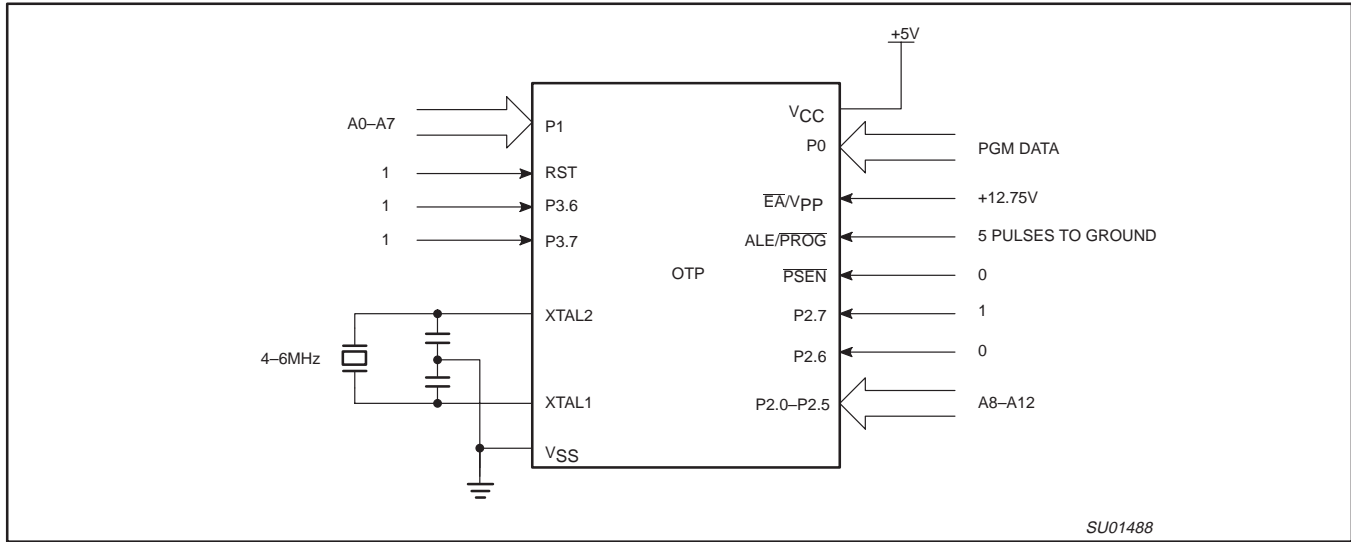 +5V
A0–A7
P1
VCC
P0
PGM DATA
1
RST
1
P3.6
EA/VPP
+12.75V
1
P3.7
ALE/PROG
5 PULSES TO GROUND
OTP
PSEN
0
XTAL2
P2.7
1
4–6MHz
P2.6
0
XTAL1
P2.0–P2.5
A8–A12
VSS
SU01488